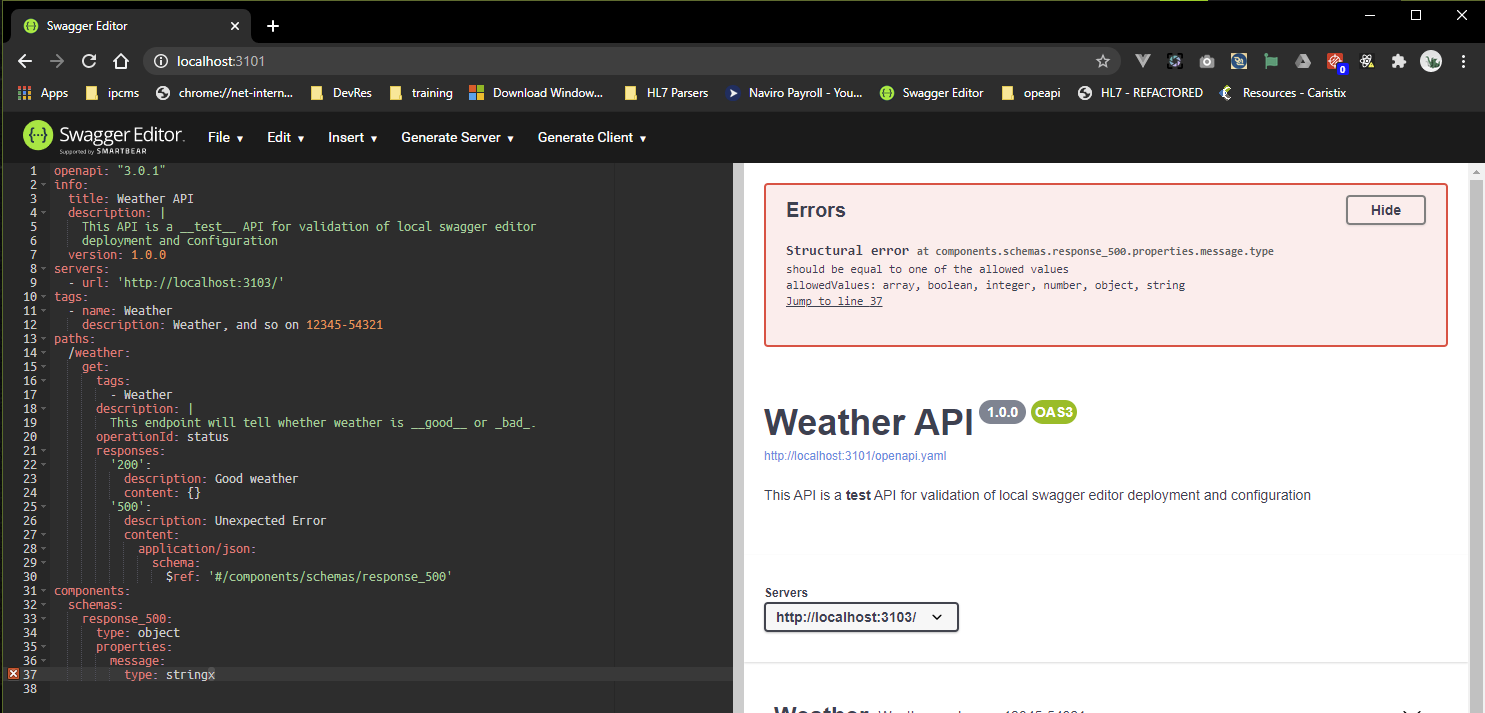 Swagger Editor
localhost:3101
Apps ipcms chrome://net-intern... DevRes training Download Window... HL7 Parsers Naviro Payroll - You... Swagger Editor opeapi HL7 - REFACTORED Resources - Caristix
0
Swagger Editor.
Supported by SMARTBEAR
File Edit Insert Generate Server Generate Client
1 openapi: "3.0.1"
2 info:
3 title: Weather API
4 description: |
5 This API is a __test__ API for validation of local swagger editor
6 deployment and configuration
7 version: 1.0.0
8 servers:
9 - url: 'http://localhost:3103/'
10 tags:
11 - name: Weather
12 description: Weather, and so on 12345-54321
13 paths:
14 /weather:
15 get:
16 tags:
17 - Weather
18 description: |
19 This endpoint will tell whether weather is __good__ or _bad_.
20 operationId: status
21 responses:
22 '200':
23 description: Good weather
24 content: {}
25 '500':
26 description: Unexpected Error
27 content:
28 application/json:
29 schema:
30 $ref: '#/components/schemas/response_500'
31 components:
32 schemas:
33 response_500:
34 type: object
35 properties:
36 message:
37 type: stringx
38
Errors
Hide
Structural error at components.schemas.response_500.properties.message.type
should be equal to one of the allowed values
allowedValues: array, boolean, integer, number, object, string
Jump to line 37
Weather API 1.0.0 OAS3
http://localhost:3101/openapi.yaml
This API is a test API for validation of local swagger editor deployment and configuration
Servers
http://localhost:3103/
Weather